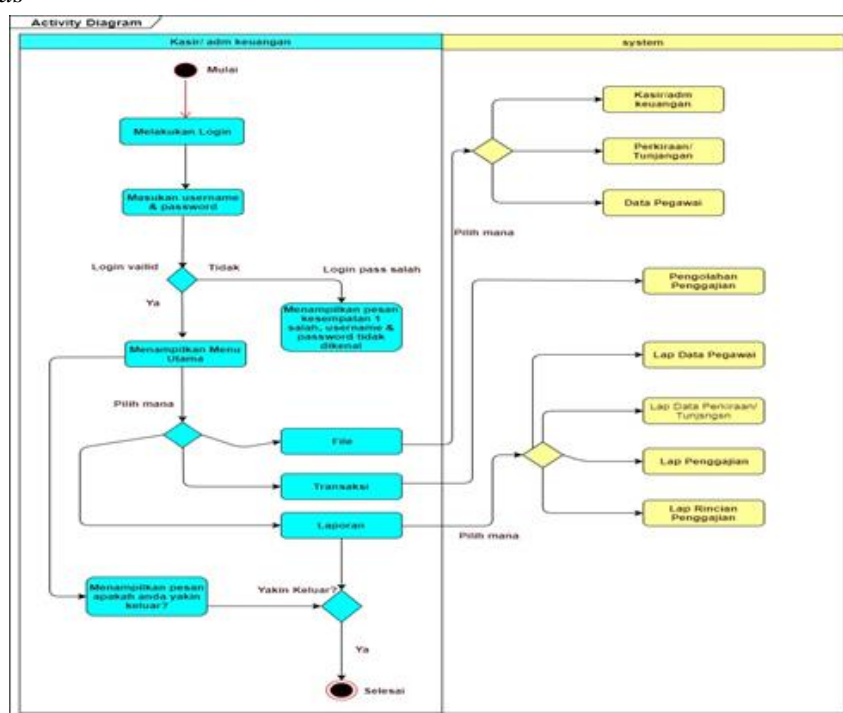 as
Activity Diagram
Kasir/ adm keuangan
system
Mulai
Melakukan Login
Masukan username
& password
Login vailid
Tidak
Login pass salah
Ya
Menampilkan pesan
kesempatan 1
salah, username &
password tidak
dikenal
Menampilkan Menu
Utama
Pilih mana
File
Transaksi
Laporan
Menampilkan pesan
apakah anda yakin
keluar?
Yakin Keluar?
Ya
Selesai
Kasir/adm
keuangan
Perkiraan/
Tunjangan
Data Pegawai
Pilih mana
Pengolahan
Penggajian
Lap Data Pegawai
Lap Data Perkiraan/
Tunjangan
Lap Penggajian
Lap Rincian
Penggajian
Pilih mana